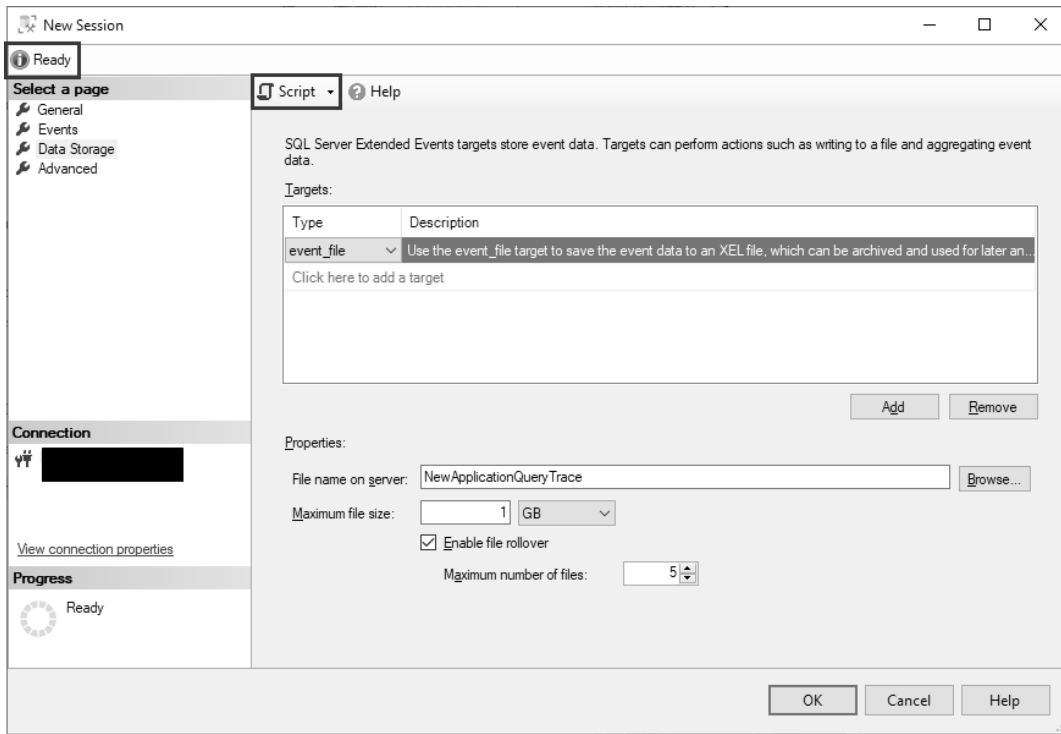 New Session
Ready
Select a page
General
Events
Data Storage
Advanced
Connection
View connection properties
Progress
Ready
Script
Help
SQL Server Extended Events targets store event data. Targets can perform actions such as writing to a file and aggregating event
data.
Targets:
Type Description
event_file Use the event_file target to save the event data to an XEL file, which can be archived and used for later an...
Click here to add a target
Add Remove
Properties:
File name on server: NewApplicationQueryTrace Browse...
Maximum file size: 1 GB
Enable file rollover
Maximum number of files: 5
OK Cancel Help